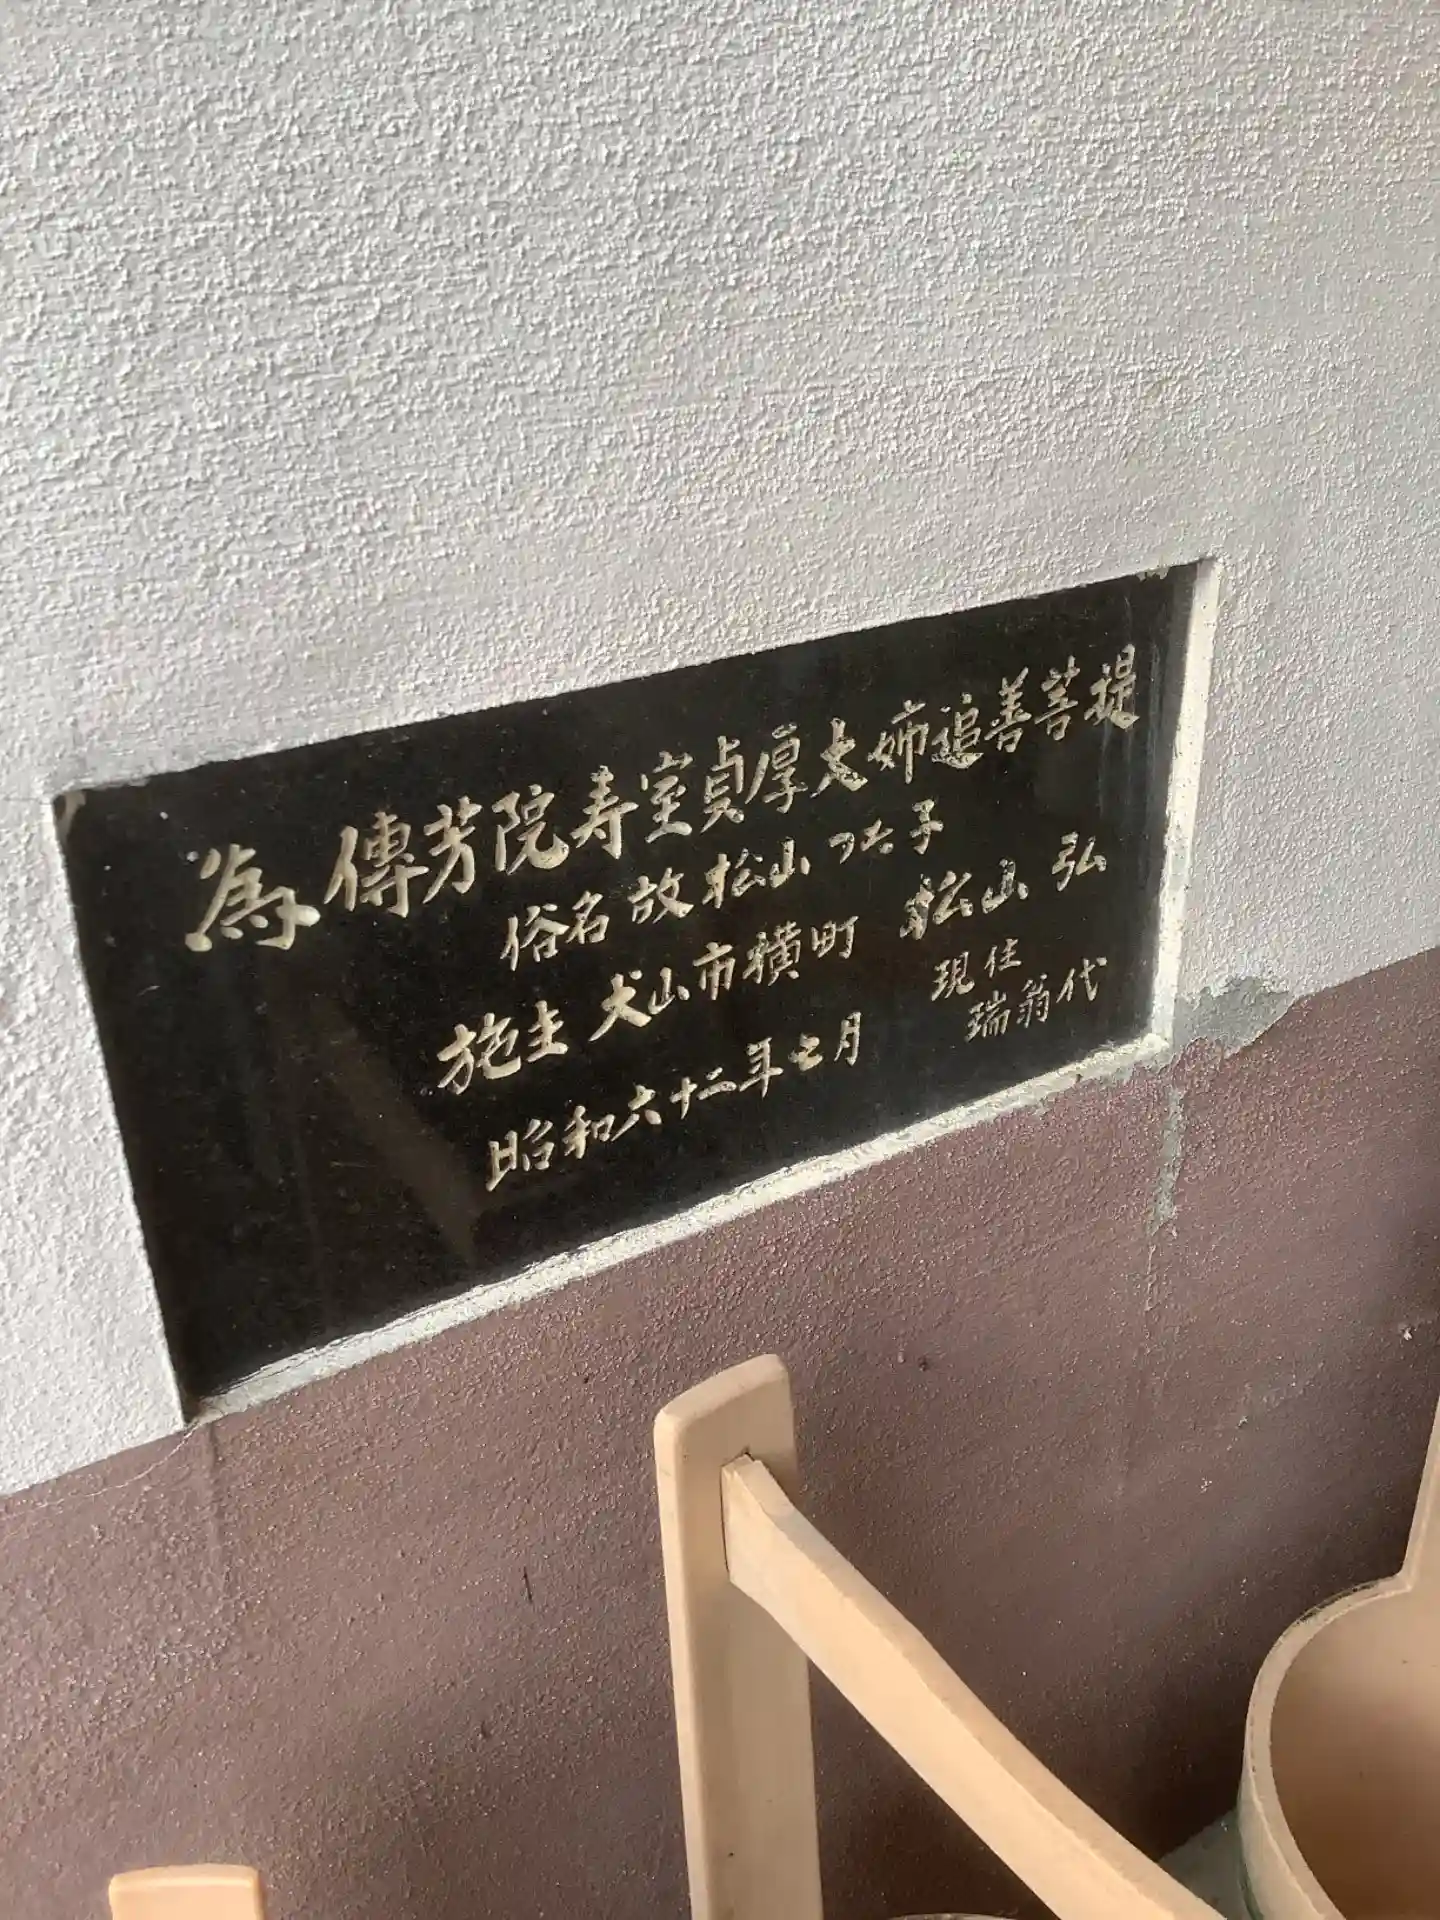 為 傳芳院寿室貞厚大姉追善菩提
俗名 故 松山 つた子
施主 犬山市横町 松山 弘
昭和六十二年七月
現住
瑞翁代